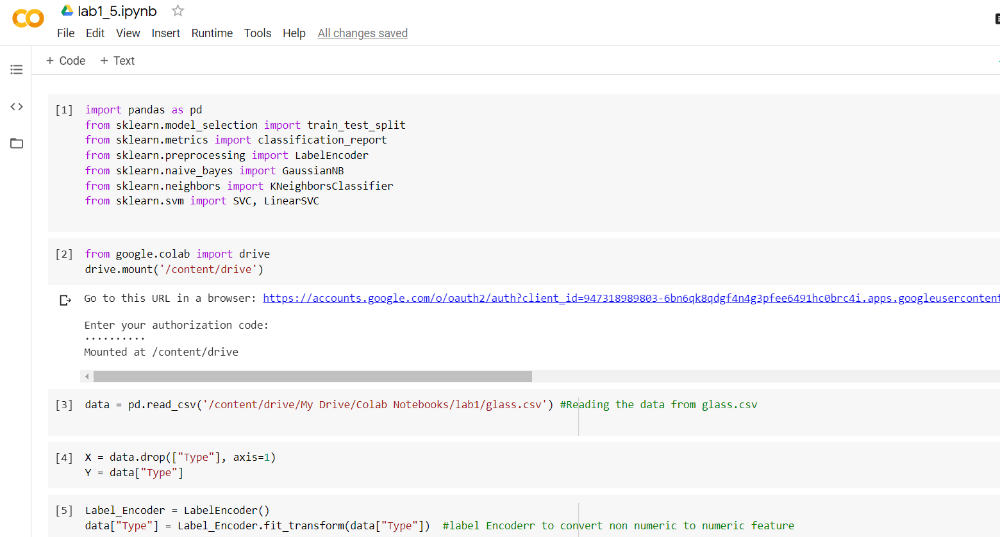 lab1_5.ipynb
File Edit View Insert Runtime Tools Help All changes saved
+ Code + Text
[1] import pandas as pd
from sklearn.model_selection import train_test_split
from sklearn.metrics import classification_report
from sklearn.preprocessing import LabelEncoder
from sklearn.naive_bayes import GaussianNB
from sklearn.neighbors import KNeighborsClassifier
from sklearn.svm import SVC, LinearSVC
[2] from google.colab import drive
drive.mount('/content/drive')
Go to this URL in a browser: https://accounts.google.com/o/oauth2/auth?client_id=947318989803-6bn6qk8qdgf4n4g3pfee6491hc0brc4i.apps.googleusercontent
Enter your authorization code:
··········
Mounted at /content/drive
[3] data = pd.read_csv('/content/drive/My Drive/Colab Notebooks/lab1/glass.csv') #Reading the data from glass.csv
[4] X = data.drop(["Type"], axis=1)
Y = data["Type"]
[5] Label_Encoder = LabelEncoder()
data["Type"] = Label_Encoder.fit_transform(data["Type"]) #label Encoderr to convert non numeric to numeric feature